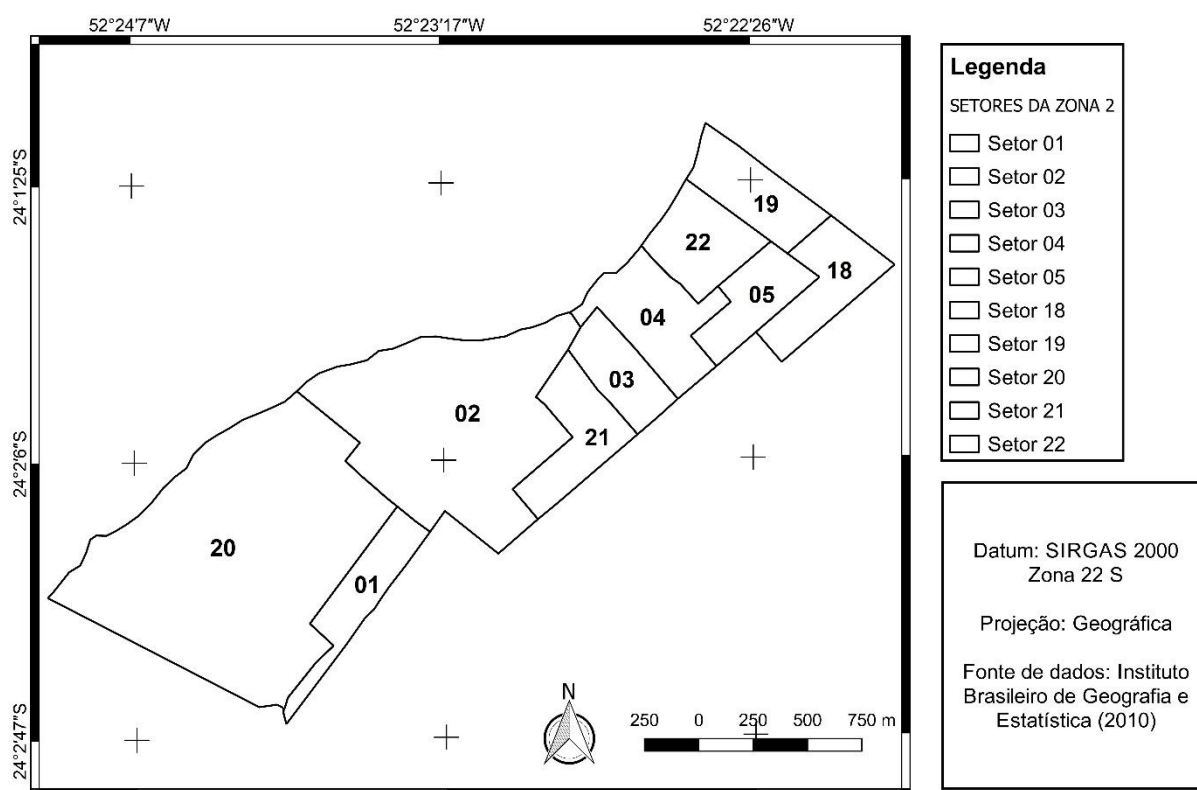 52°24'7"W 52°23'17"W 52°22'26"W
24°1'25"S
24°2'6"S
24°2'47"S
19
22
18
05
04
03
02
21
20
01
N
250 0 250 500 750 m
Legenda
SETORES DA ZONA 2
Setor 01
Setor 02
Setor 03
Setor 04
Setor 05
Setor 18
Setor 19
Setor 20
Setor 21
Setor 22
Datum: SIRGAS 2000
Zona 22 S
Projeção: Geográfica
Fonte de dados: Instituto
Brasileiro de Geografia e
Estatística (2010)